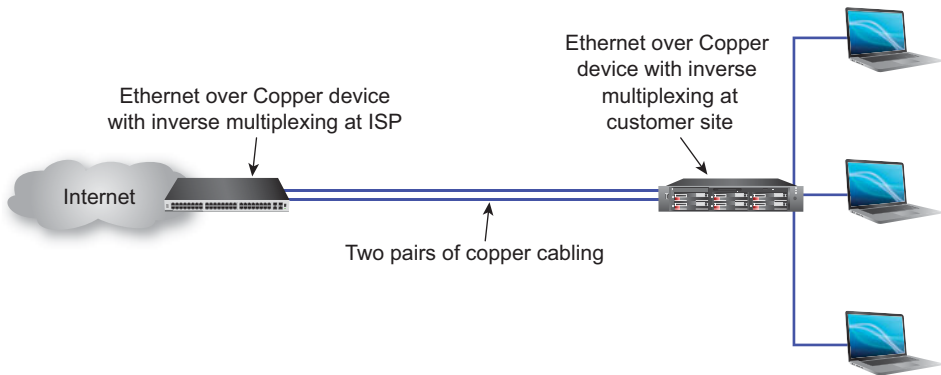 Ethernet over Copper
device with inverse
multiplexing at
customer site
Ethernet over Copper device
with inverse multiplexing at ISP
Internet
Two pairs of copper cabling